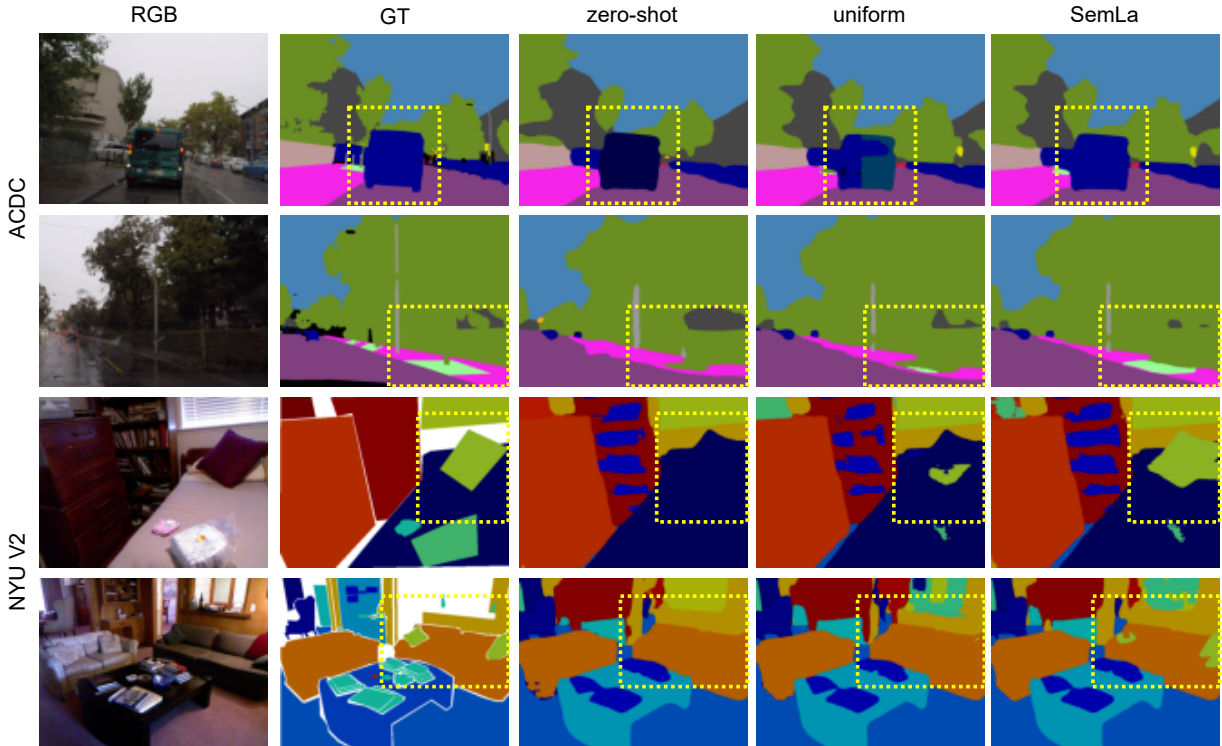 RGB
GT
zero-shot
uniform
SemLa
ACDC
NYU V2